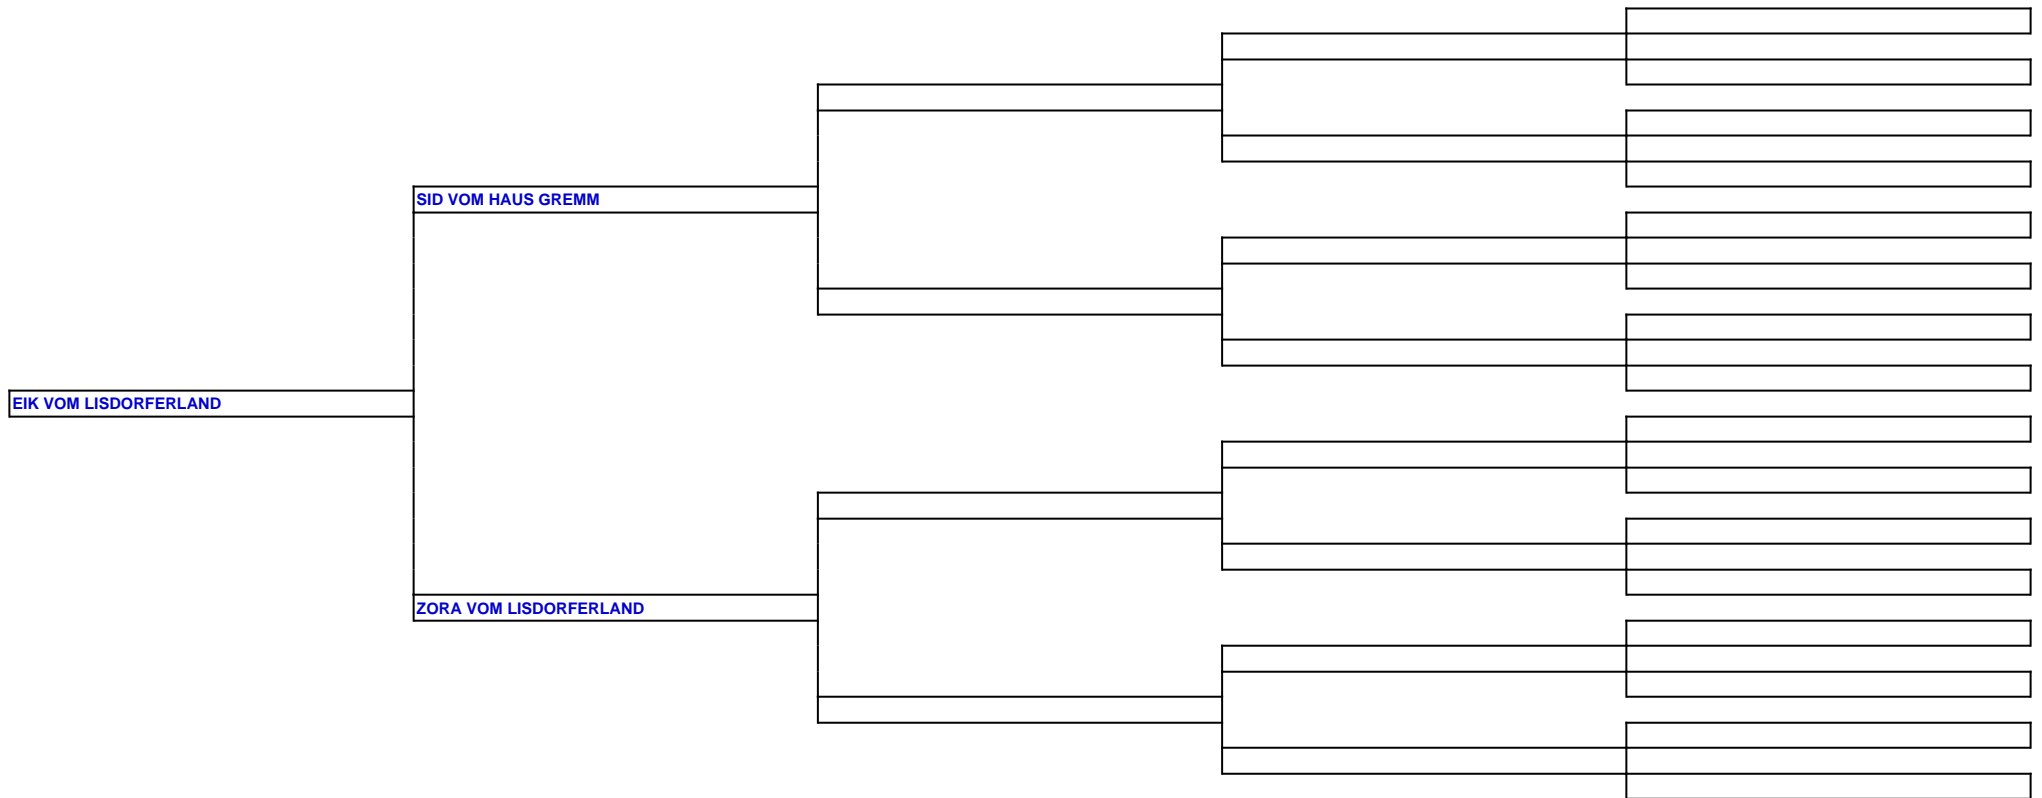 SID VOM HAUS GREMM
EIK VOM LISDORFERLAND
ZORA VOM LISDORFERLAND